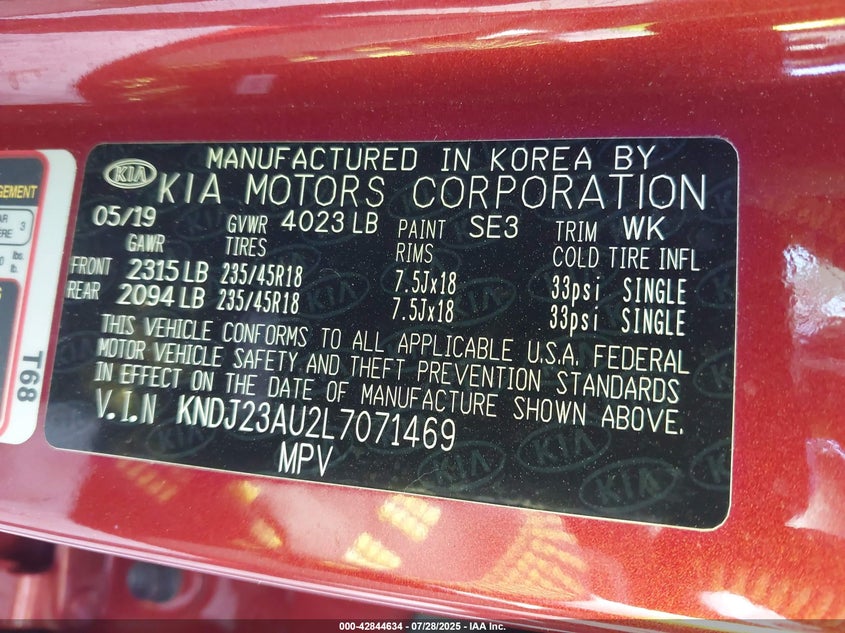 MANUFACTURED IN KOREA BY
KIA KIA MOTORS CORPORATION
05/19 GVWR 4023 LB PAINT SE3 TRIM WK
GAWR TIRES RIMS COLD TIRE INFL
FRONT 2315 LB 235/45R18 7.5Jx18 33psi SINGLE
REAR 2094 LB 235/45R18 7.5Jx18 33psi SINGLE
THIS VEHICLE CONFORMS TO ALL APPLICABLE U.S.A. FEDERAL
MOTOR VEHICLE SAFETY AND THEFT PREVENTION STANDARDS
IN EFFECT ON THE DATE OF MANUFACTURE SHOWN ABOVE.
V.I.N KNDJ23AU2L7071469
MPV
T68
000-42844634 / 07/28/2025 - IAA Inc.